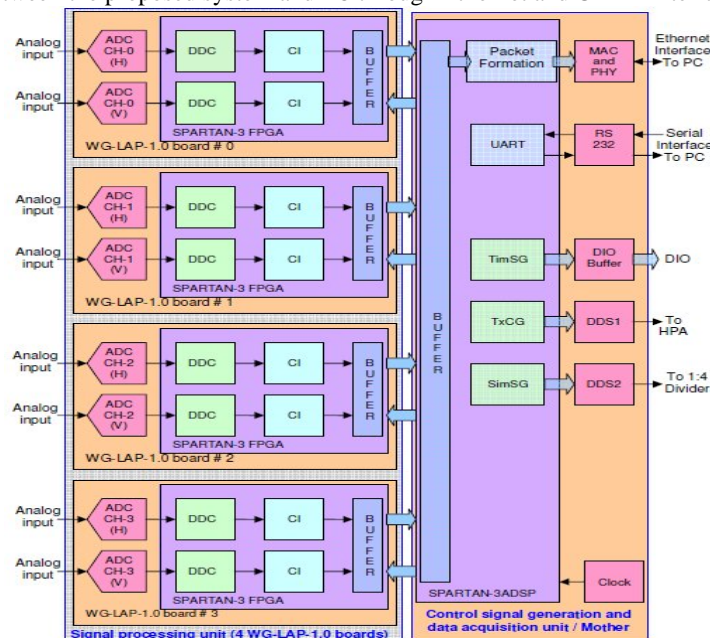 Analog
input
ADC
CH-0
(H)
DDC
CI
Analog
input
ADC
CH-0
(V)
DDC
CI
BUFFER
SPARTAN-3 FPGA
WG-LAP-1.0 board # 0
Analog
input
ADC
CH-1
(H)
DDC
CI
Analog
input
ADC
CH-1
(V)
DDC
CI
BUFFER
SPARTAN-3 FPGA
WG-LAP-1.0 board # 1
Analog
input
ADC
CH-2
(H)
DDC
CI
Analog
input
ADC
CH-2
(V)
DDC
CI
BUFFER
SPARTAN-3 FPGA
WG-LAP-1.0 board # 2
Analog
input
ADC
CH-3
(H)
DDC
CI
Analog
input
ADC
CH-3
(V)
DDC
CI
BUFFER
SPARTAN-3 FPGA
WG-LAP-1.0 board # 3
Signal processing unit (4 WG-LAP-1.0 boards)
BUFFER
Packet
Formation
MAC
and
PHY
Ethernet
Interface
To PC
UART
RS
232
Serial
Interface
To PC
TimSG
DIO
Buffer
DIO
TxCG
DDS1
To
HPA
SimSG
DDS2
To 1:4
Divider
Clock
SPARTAN-3ADSP
Control signal generation and
data acquisition unit / Mother